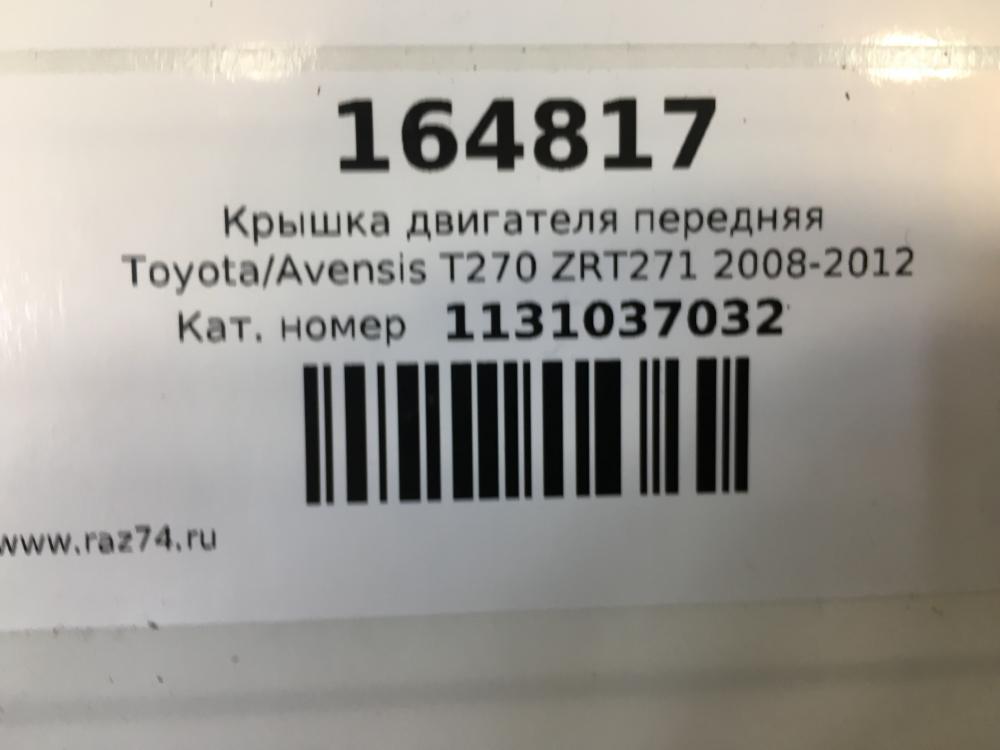 164817
Крышка двигателя передняя
Toyota/Avensis T270 ZRT271 2008-2012
Кат. номер 1131037032
www.raz74.ru